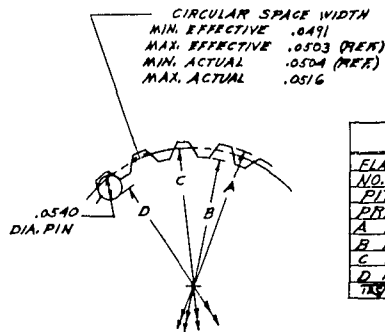 CIRCULAR SPACE WIDTH
MIN. EFFECTIVE .0491
MAX. EFFECTIVE .0503 (REF)
MIN. ACTUAL .0504 (REF)
MAX. ACTUAL .0516
C
B
A
D
.0540
DIA. PIN
FLA
NO.
PIT
PR
A
B
C
D